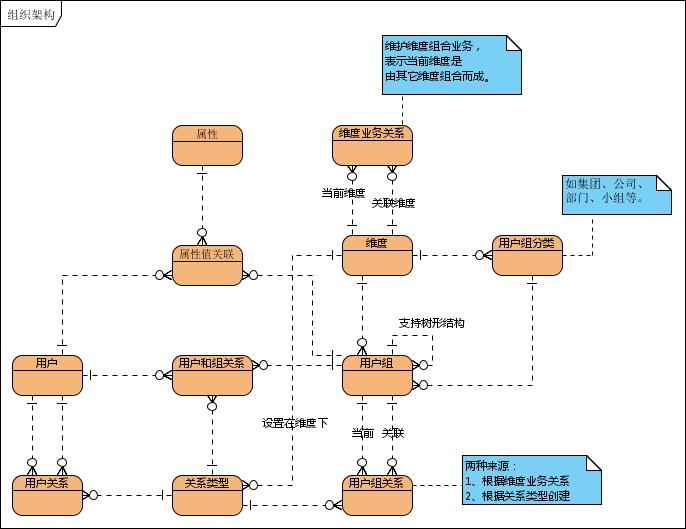 组织架构
维护维度组合业务，
表示当前维度是
由其它维度组合而成。
属性
维度业务关系
如集团、公司、
部门、小组等。
当前维度
关联维度
属性值关联
维度
用户组分类
支持树形结构
用户
用户和组关系
用户组
设置在维度下
当前
关联
用户关系
关系类型
用户组关系
两种来源：
1、根据维度业务关系
2、根据关系类型创建